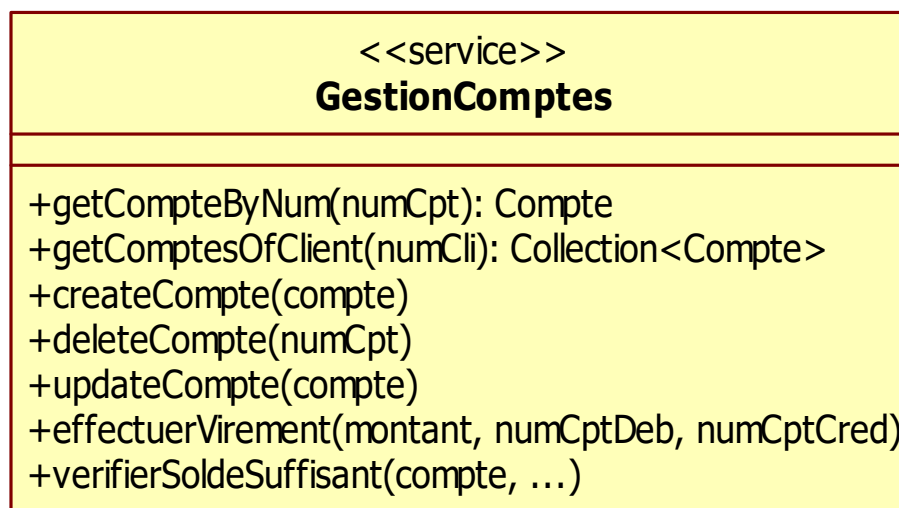 <<service>>
GestionComptes
+getCompteByNum(numCpt): Compte
+getComptesOfClient(numCli): Collection<Compte>
+createCompte(compte)
+deleteCompte(numCpt)
+updateCompte(compte)
+effectuerVirement(montant, numCptDeb, numCptCred)
+verifierSoldeSuffisant(compte, ...)